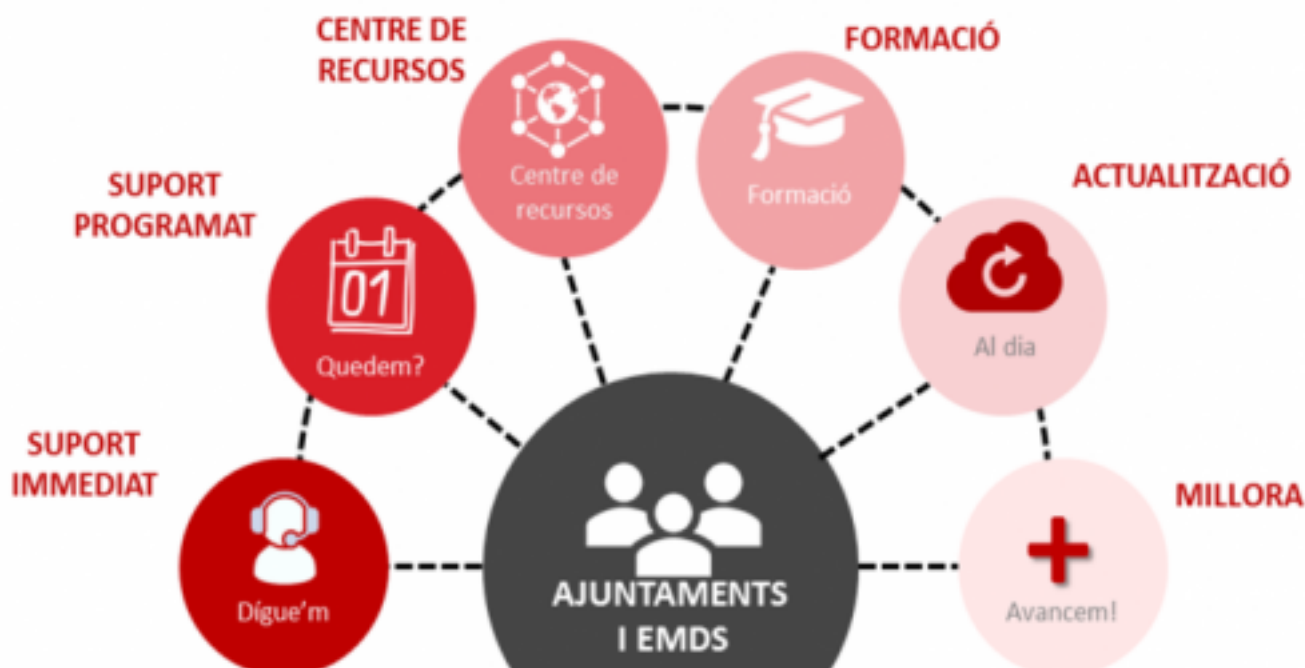 CENTRE DE
RECURSOS
FORMACIÓ
Centre de
recursos
Formació
SUPORT
PROGRAMAT
ACTUALITZACIÓ
01
Quedem?
Al dia
SUPORT
IMMEDIAT
MILLORA
Dígue'm
Avancem!
AJUNTAMENTS
I EMDS